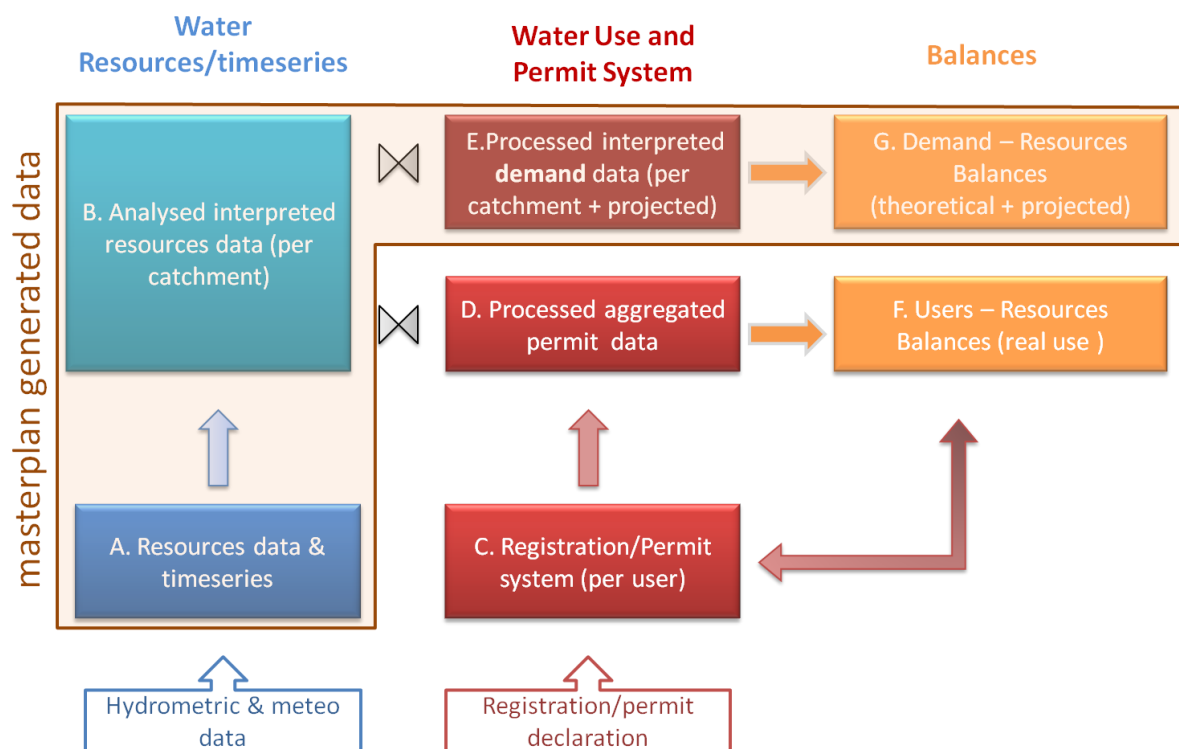 Water
Resources/timeseries
Water Use and
Permit System
Balances
masterplan generated data
B. Analysed interpreted
resources data (per
catchment)
E.Processed interpreted
demand data (per
catchment + projected)
G. Demand – Resources
Balances
(theoretical + projected)
D. Processed aggregated
permit data
F. Users – Resources
Balances (real use )
A. Resources data &
timeseries
C. Registration/Permit
system (per user)
Hydrometric & meteo
data
Registration/permit
declaration